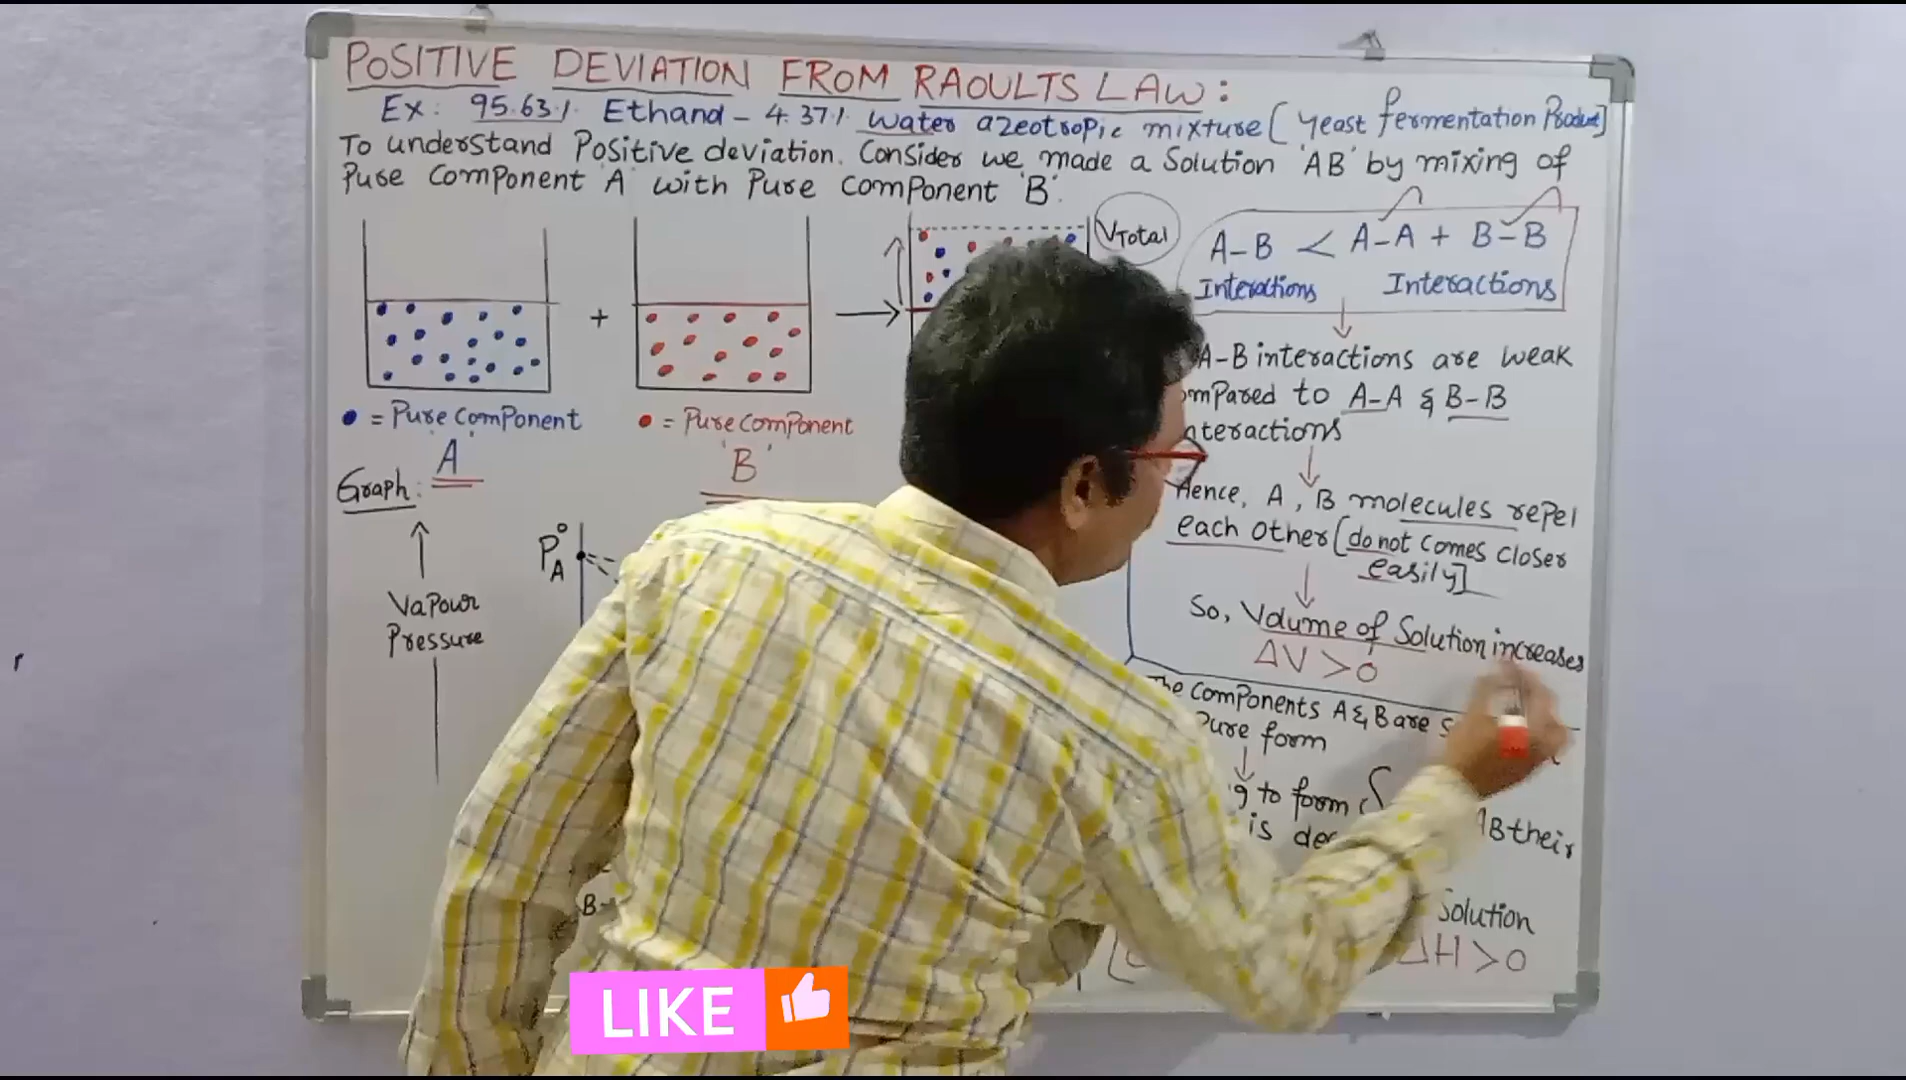 POSITIVE DEVIATION FROM RAOULTS LAW:
Ex: 95.63% Ethanol - 4.37% water azeotropic mixture [yeast fermentation Product]
To understand Positive deviation. Consider we made a Solution 'AB' by mixing of
Pure Component 'A' with Pure Component 'B'.
VTotal
A-B < A-A + B-B
Interactions Interactions
+
A-B interactions are weak
compared to A-A & B-B
Interactions
= Pure component
'A'
= Pure component
'B'
Hence, A, B molecules repel
each other [do not comes closer
easily]
So, Volume of Solution increases
ΔV > 0
Graph:
P°A
Vapour
Pressure
The components A & B are
Pure form
to form
AB their
is
B-
Solution
ΔH > 0
LIKE